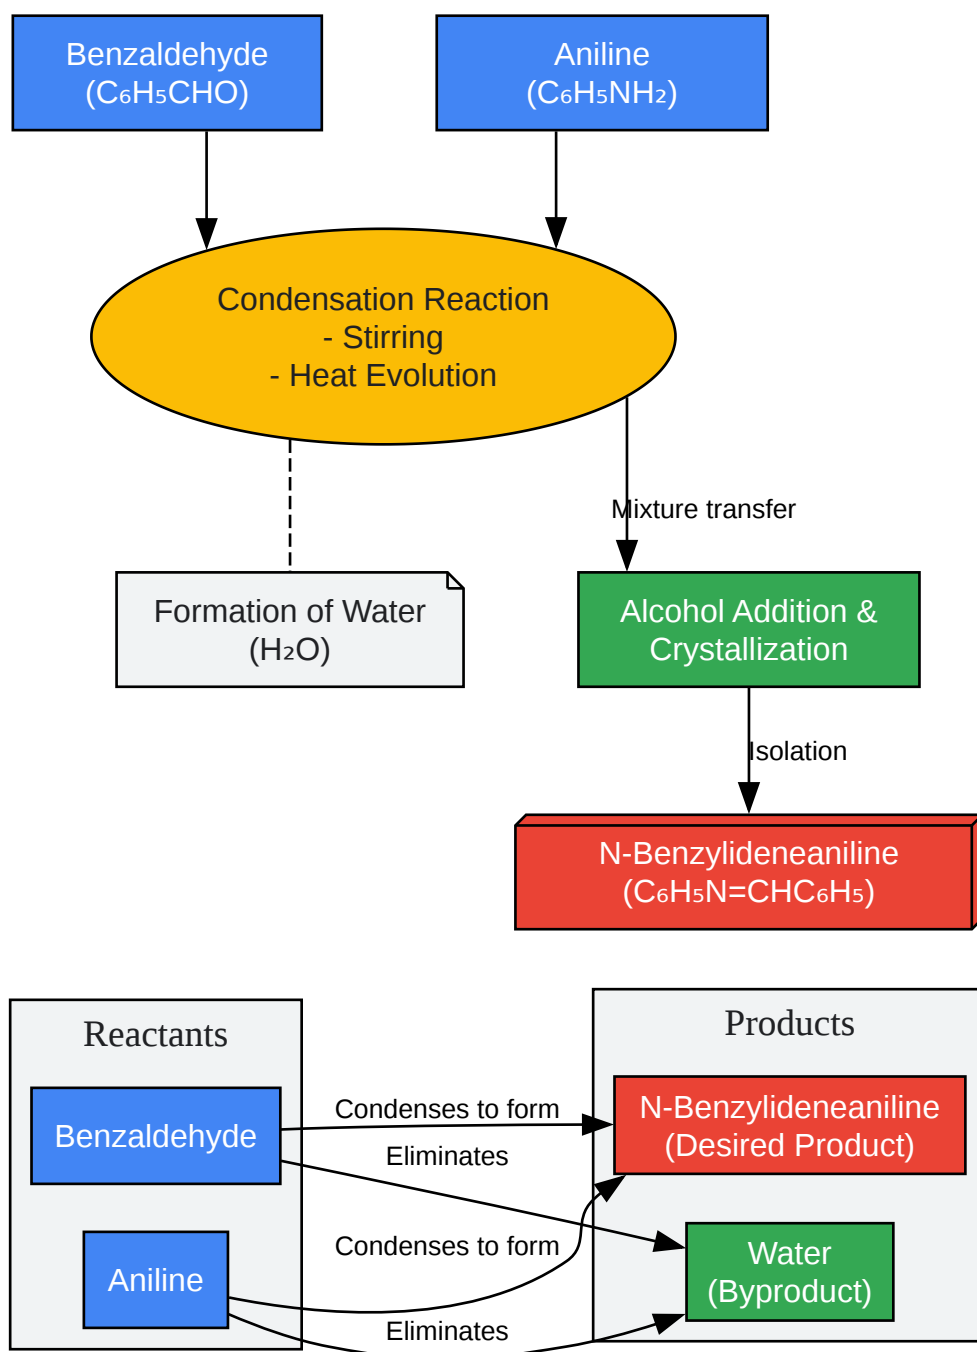 Benzaldehyde
(C₆H₅CHO)
Aniline
(C₆H₅NH₂)
Condensation Reaction
- Stirring
- Heat Evolution
Mixture transfer
Formation of Water
(H₂O)
Alcohol Addition &
Crystallization
Isolation
N-Benzylideneaniline
(C₆H₅N=CHC₆H₅)
Reactants
Products
Benzaldehyde
Condenses to form
N-Benzylideneaniline
(Desired Product)
Eliminates
Aniline
Condenses to form
Water
(Byproduct)
Eliminates